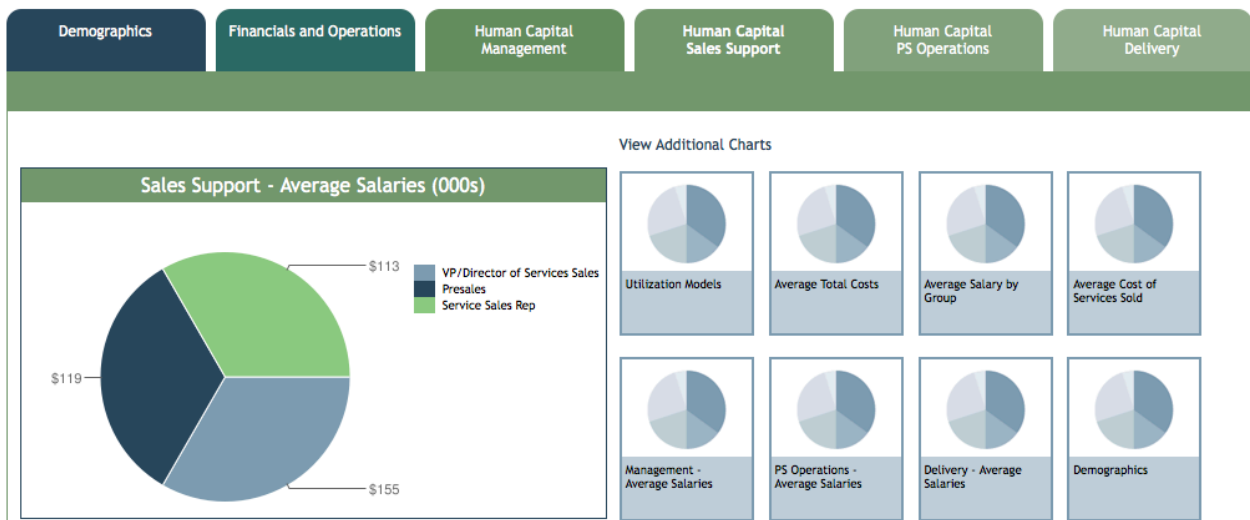 Demographics
Financials and Operations
Human Capital
Management
Human Capital
Sales Support
Human Capital
PS Operations
Human Capital
Delivery
View Additional Charts
Sales Support - Average Salaries (000s)
$113
$119
$155
VP/Director of Services Sales
Presales
Service Sales Rep
Utilization Models
Average Total Costs
Average Salary by
Group
Average Cost of
Services Sold
Management -
Average Salaries
PS Operations -
Average Salaries
Delivery - Average
Salaries
Demographics